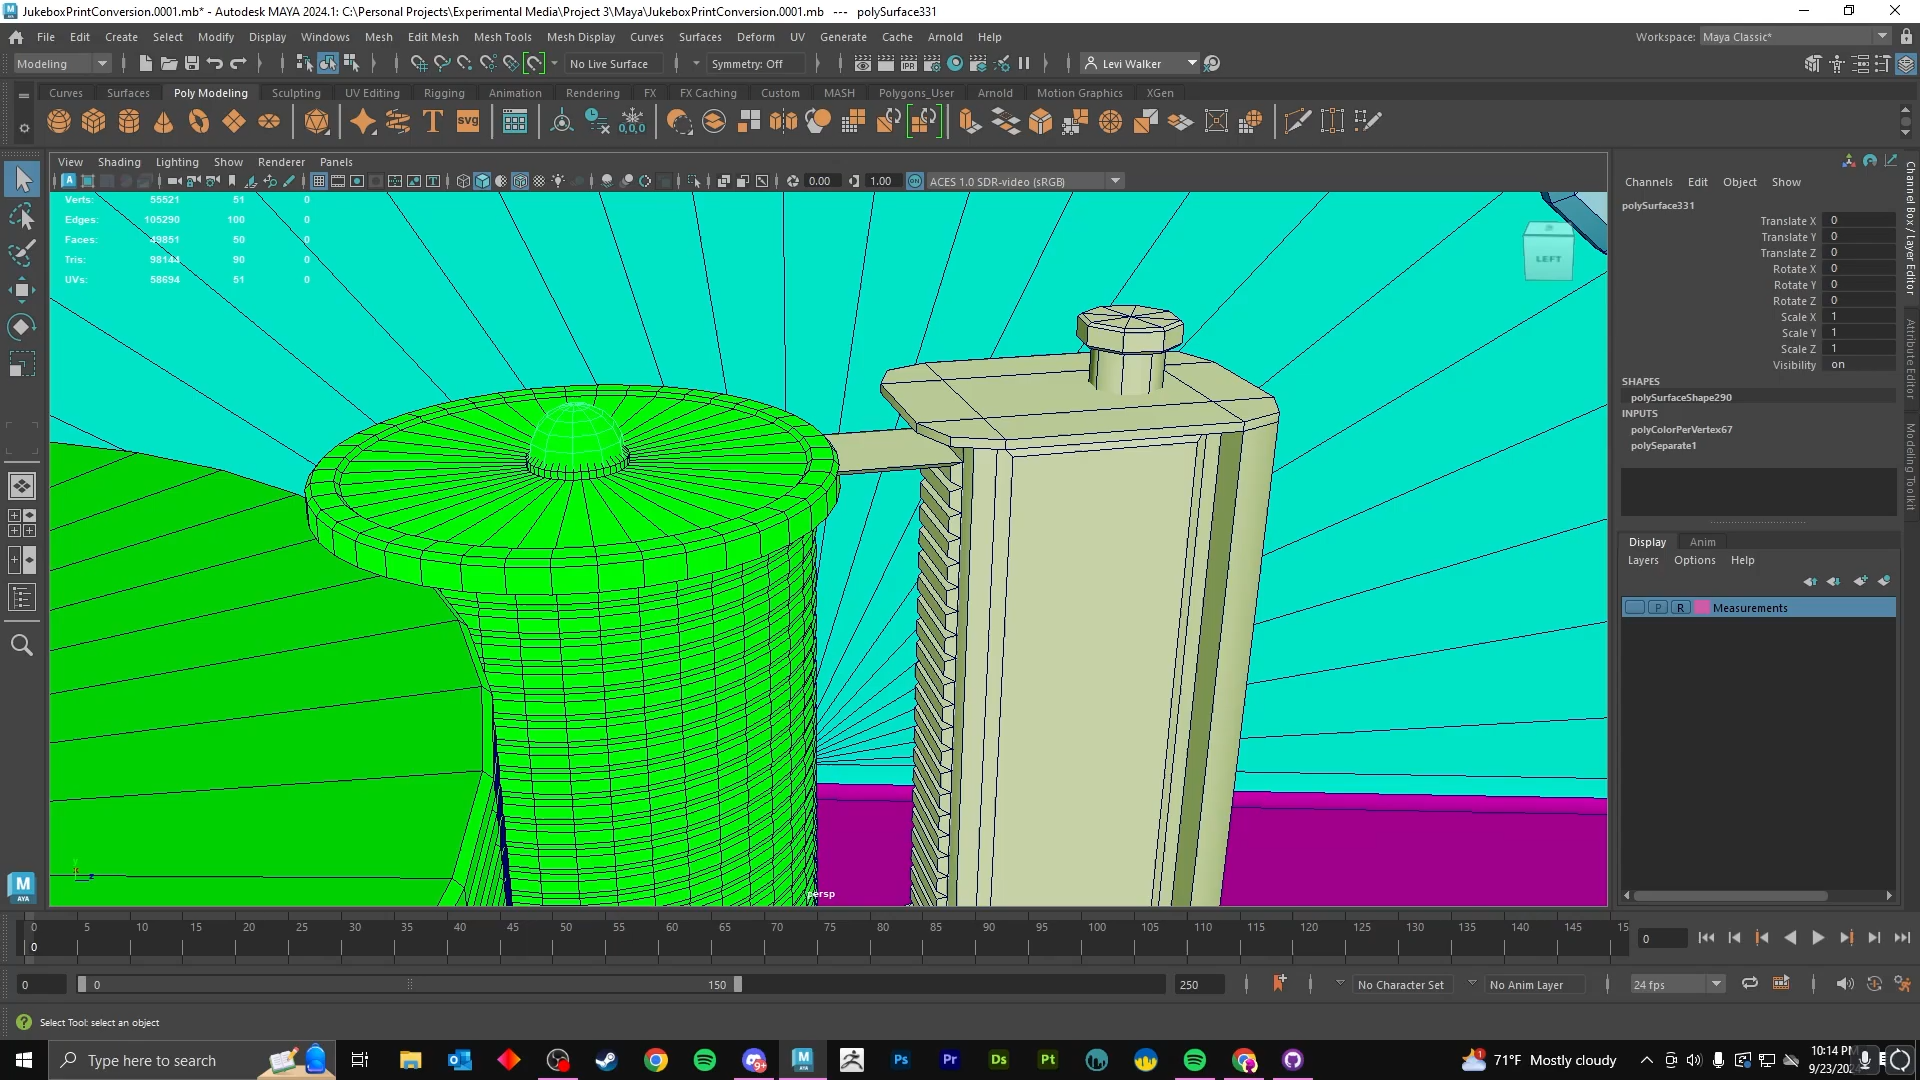 JukeboxPrintConversion.0001.mb* - Autodesk MAYA 2024.1: C:\Personal Projects\Experimental Media\Project 3\Maya\JukeboxPrintConversion.0001.mb --- polySurface331
File Edit Create Select Modify Display Windows Mesh Edit Mesh Mesh Tools Mesh Display Curves Surfaces Deform UV Generate Cache Arnold Help
Workspace: Maya Classic*
Modeling
No Live Surface
Symmetry: Off
Levi Walker
Curves Surfaces Poly Modeling Sculpting UV Editing Rigging Animation Rendering FX FX Caching Custom MASH Polygons_User Arnold Motion Graphics XGen
View Shading Lighting Show Renderer Panels
0.00
1.00
ACES 1.0 SDR-video (sRGB)
Verts: 55521 51 0
Edges: 105290 100 0
Faces: 49851 50 0
Tris: 98144 90 0
UVs: 58694 51 0
LEFT
persp
Channels Edit Object Show
polySurface331
Translate X 0
Translate Y 0
Translate Z 0
Rotate X 0
Rotate Y 0
Rotate Z 0
Scale X 1
Scale Y 1
Scale Z 1
Visibility on
SHAPES
polySurfaceShape290
INPUTS
polyColorPerVertex67
polySeparate1
Display Anim
Layers Options Help
P R Measurements
Channel Box / Layer Editor
Attribute Editor
Modeling Toolkit
0 5 10 15 20 25 30 35 40 45 50 55 60 65 70 75 80 85 90 95 100 105 110 115 120 125 130 135 140 145 15
0
0
0 0 150 250
No Character Set
No Anim Layer
24 fps
Select Tool: select an object
Type here to search
71°F Mostly cloudy
10:14 P
9/23/20